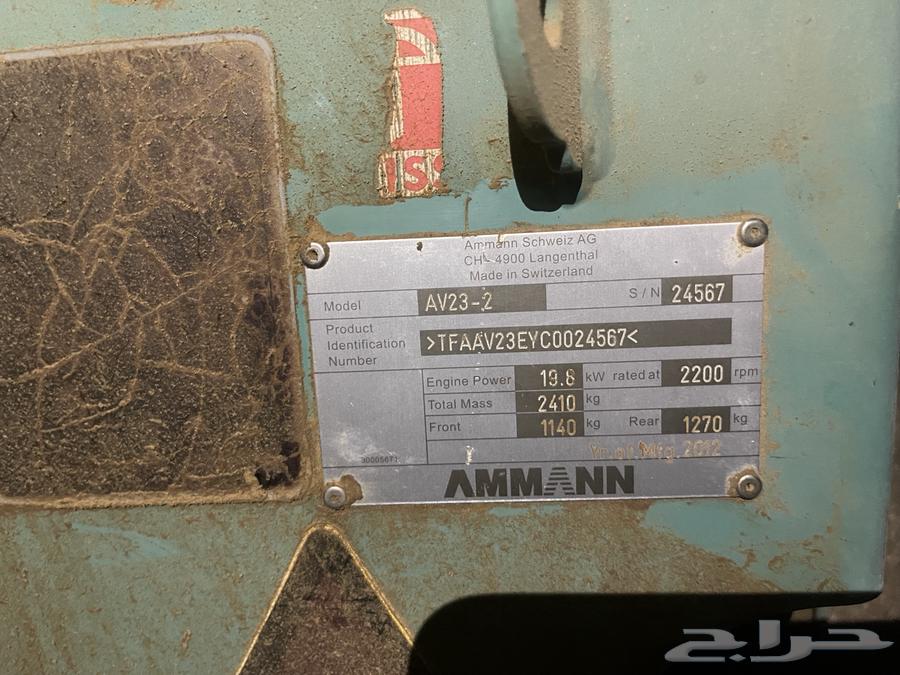 Ammann Schweiz AG
CH - 4900 Langenthal
Made in Switzerland
Model AV23-2 S / N 24567
Product Identification Number >TFAAV23EYC0024567<
Engine Power 19.8 kW rated at 2200 rpm
Total Mass 2410 kg
Front 1140 kg Rear 1270 kg
Yr. of Mfg. 2012
AMMANN
حراج